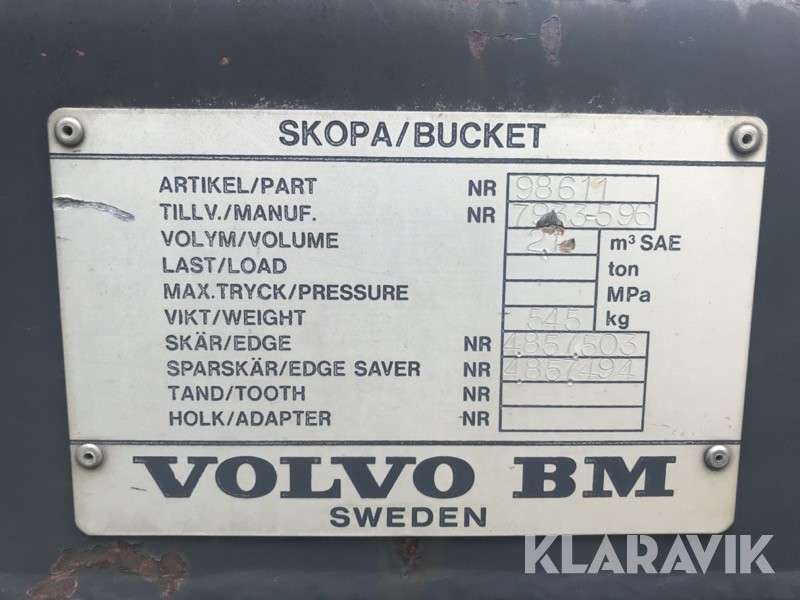 SKOPA/BUCKET
ARTIKEL/PART NR 98611
TILLV./MANUF. NR 7933-596
VOLYM/VOLUME m³ SAE
LAST/LOAD ton
MAX.TRYCK/PRESSURE MPa
VIKT/WEIGHT 545 kg
SKÄR/EDGE NR 4857503
SPARSKÄR/EDGE SAVER NR 4857494
TAND/TOOTH NR
HOLK/ADAPTER NR
VOLVO BM
SWEDEN
KLARAVIK